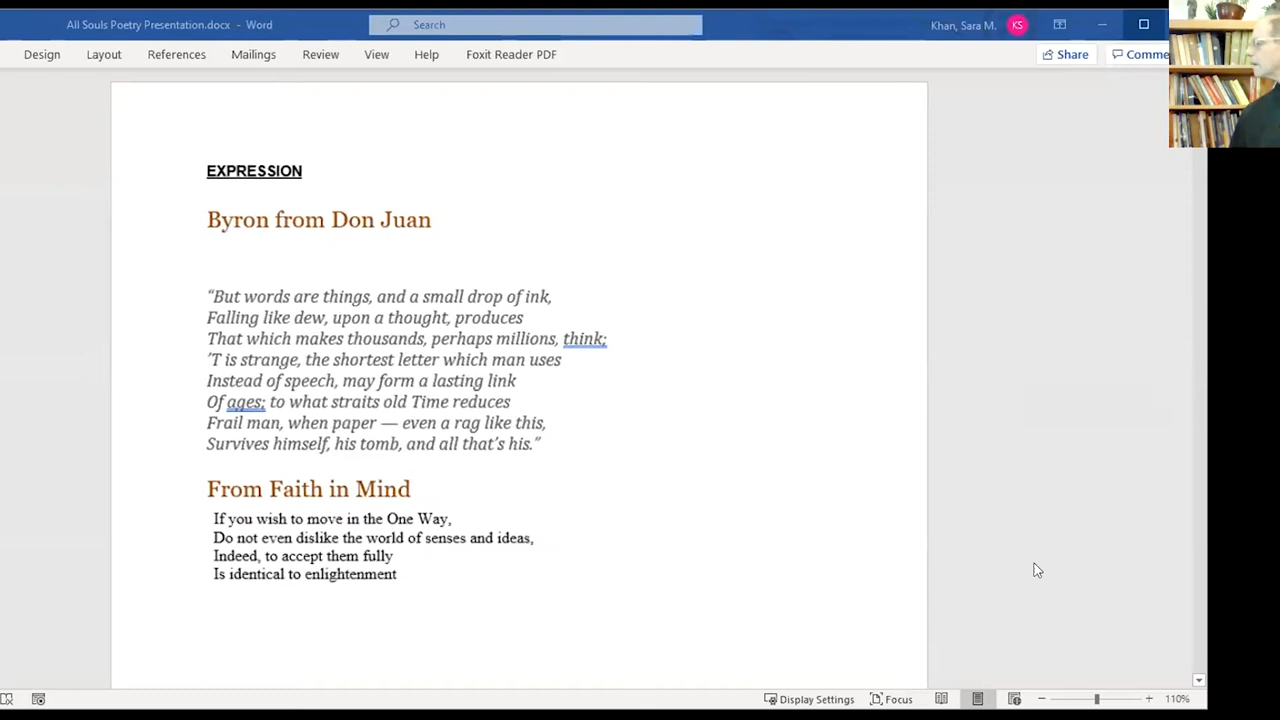 All Souls Poetry Presentation.docx - Word
Search
Khan, Sara M.
KS
Design
Layout
References
Mailings
Review
View
Help
Foxit Reader PDF
Share
Comme
EXPRESSION
Byron from Don Juan
“But words are things, and a small drop of ink,
Falling like dew, upon a thought, produces
That which makes thousands, perhaps millions, think;
’T is strange, the shortest letter which man uses
Instead of speech, may form a lasting link
Of ages; to what straits old Time reduces
Frail man, when paper — even a rag like this,
Survives himself, his tomb, and all that’s his.”
From Faith in Mind
If you wish to move in the One Way,
Do not even dislike the world of senses and ideas,
Indeed, to accept them fully
Is identical to enlightenment
Display Settings
Focus
110%